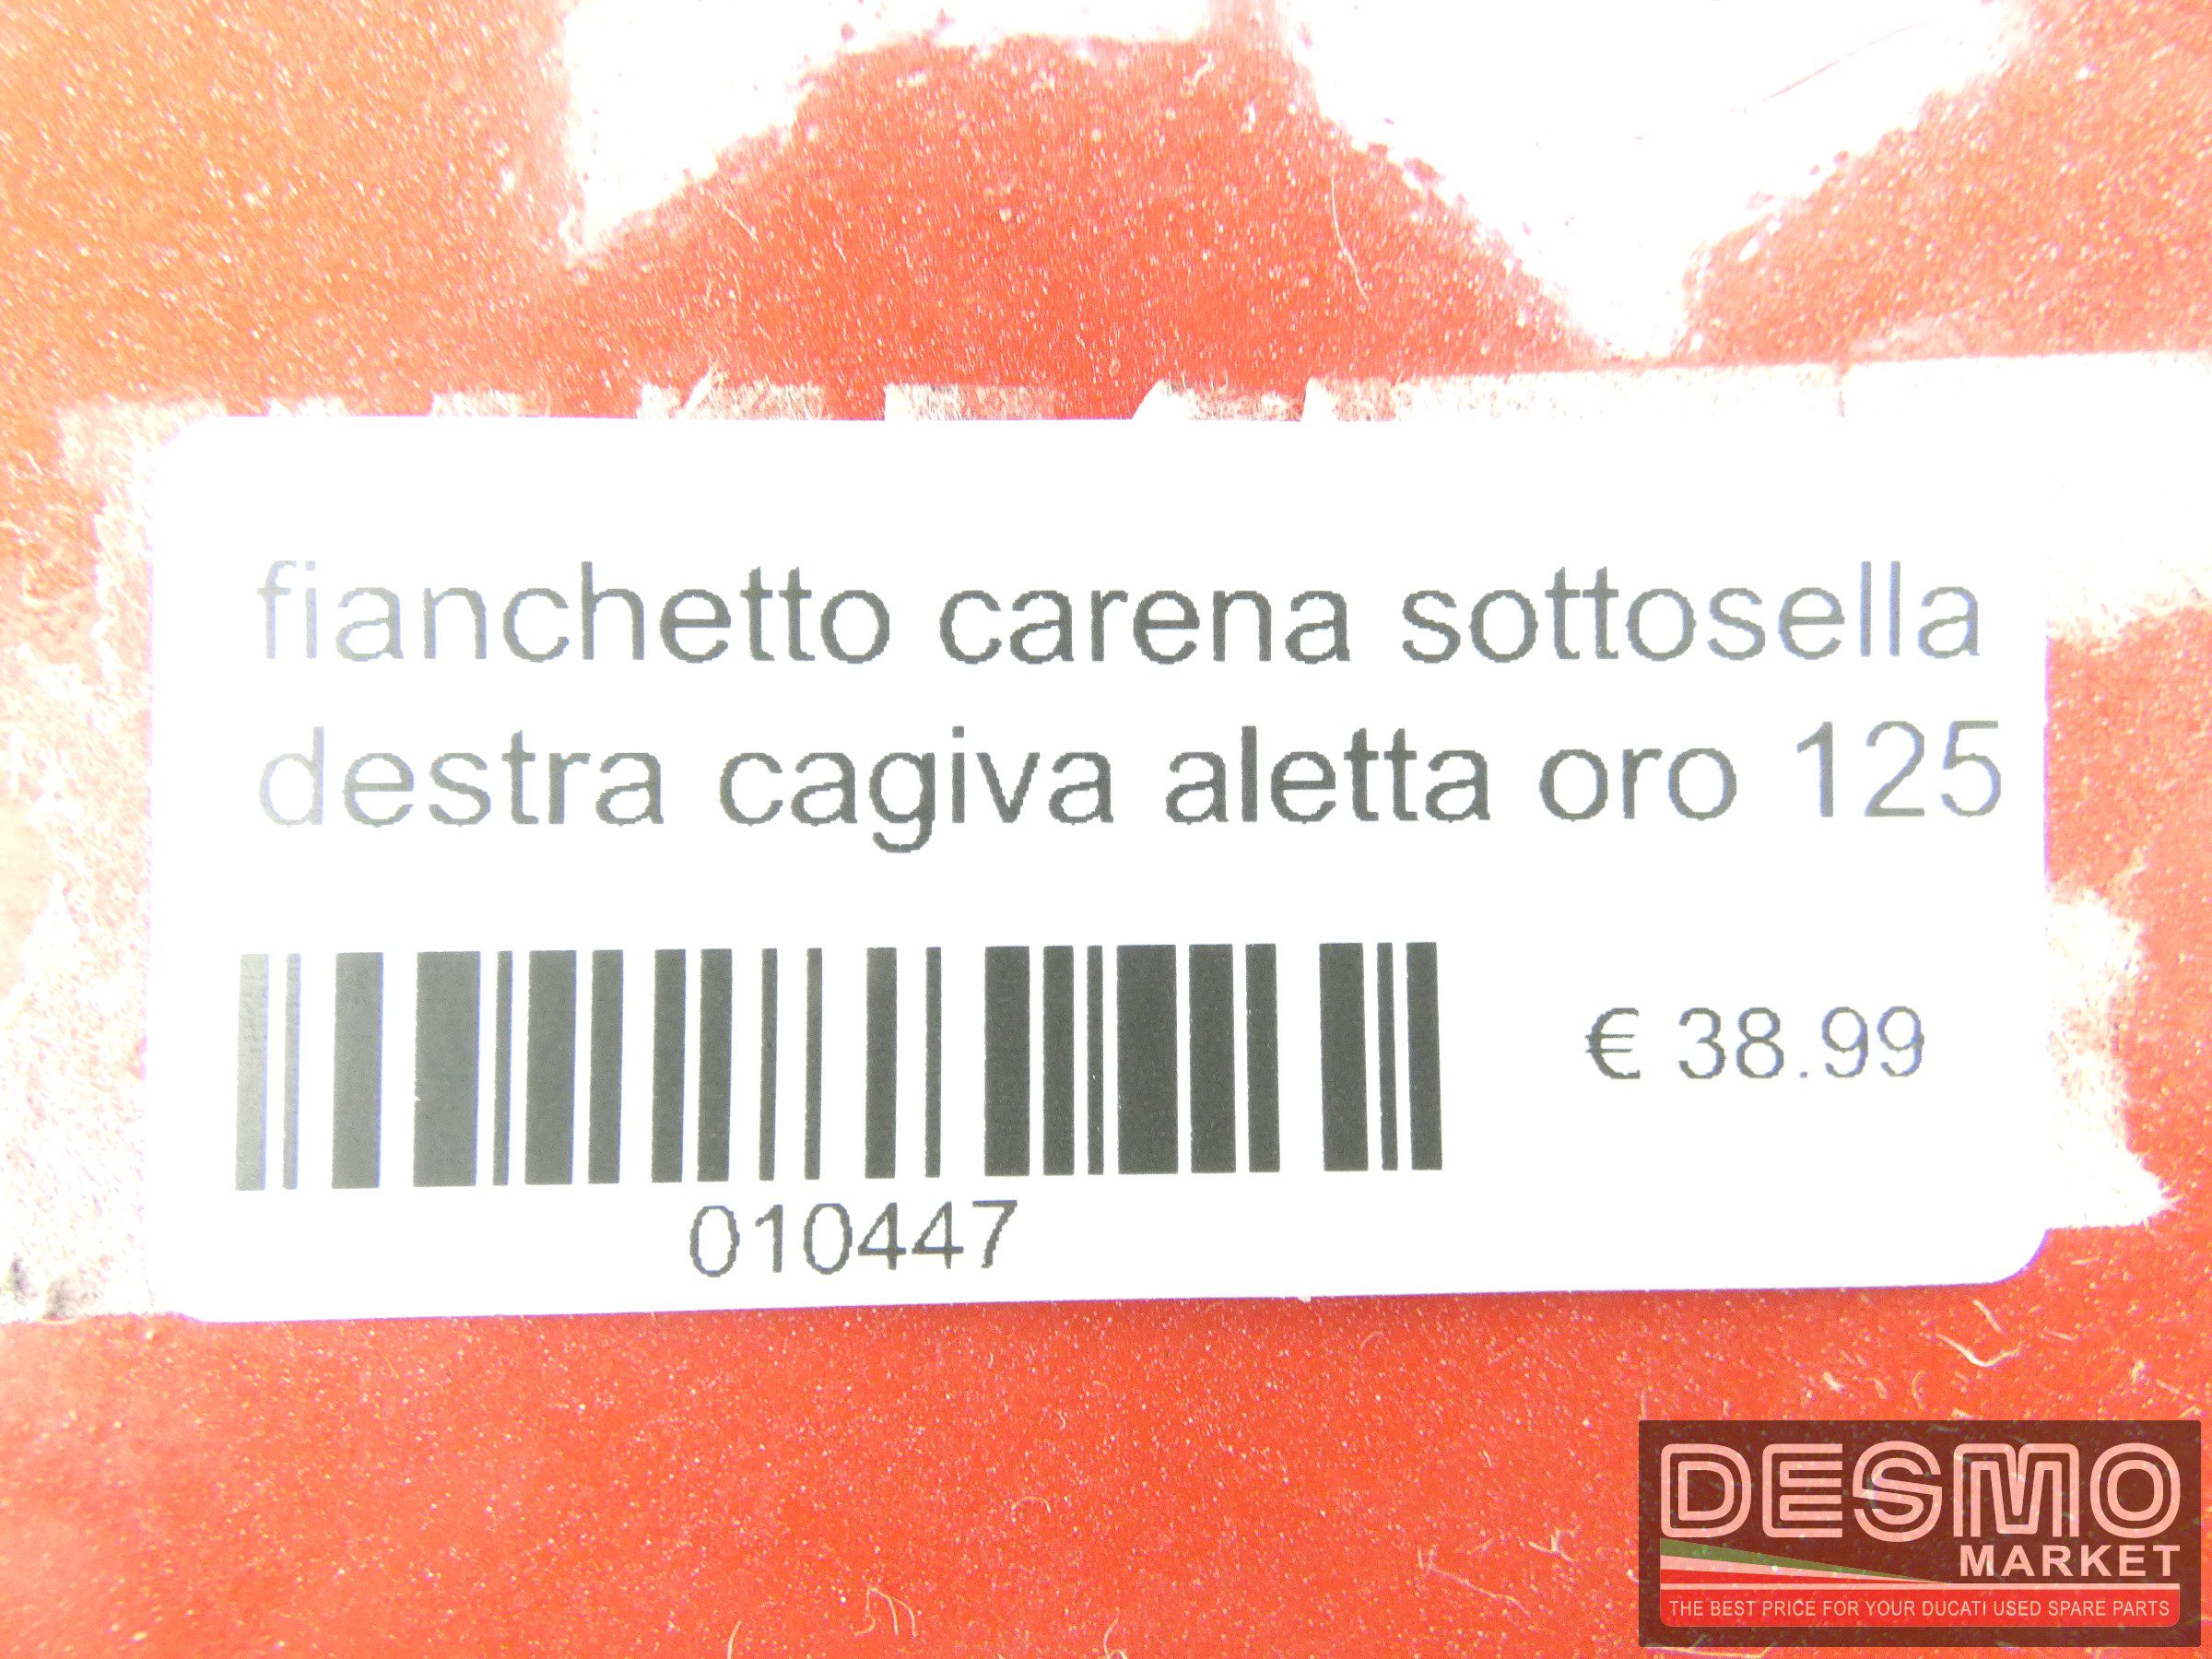 fianchetto carena sottosella
destra cagiva aletta oro 125
€ 38.99
010447
DESMO
MARKET
THE BEST PRICE FOR YOUR DUCATI USED SPARE PARTS